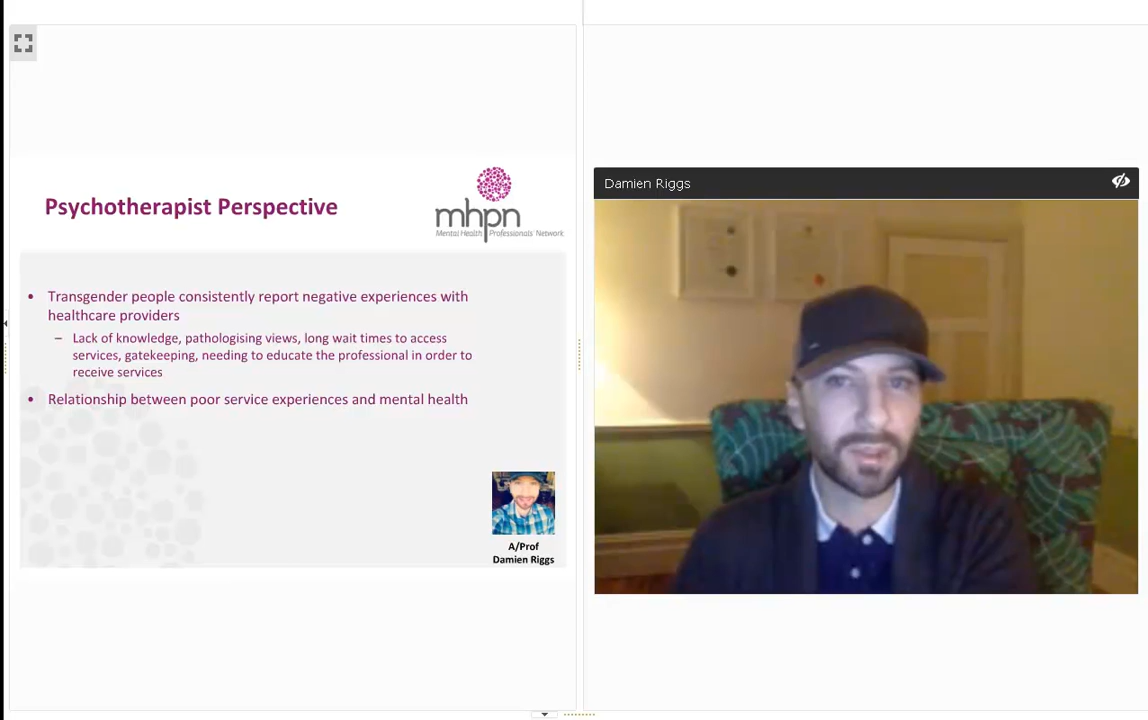 Psychotherapist Perspective
mhpn
Mental Health Professionals' Network
• Transgender people consistently report negative experiences with
healthcare providers
– Lack of knowledge, pathologising views, long wait times to access
services, gatekeeping, needing to educate the professional in order to
receive services
• Relationship between poor service experiences and mental health
A/Prof
Damien Riggs
Damien Riggs